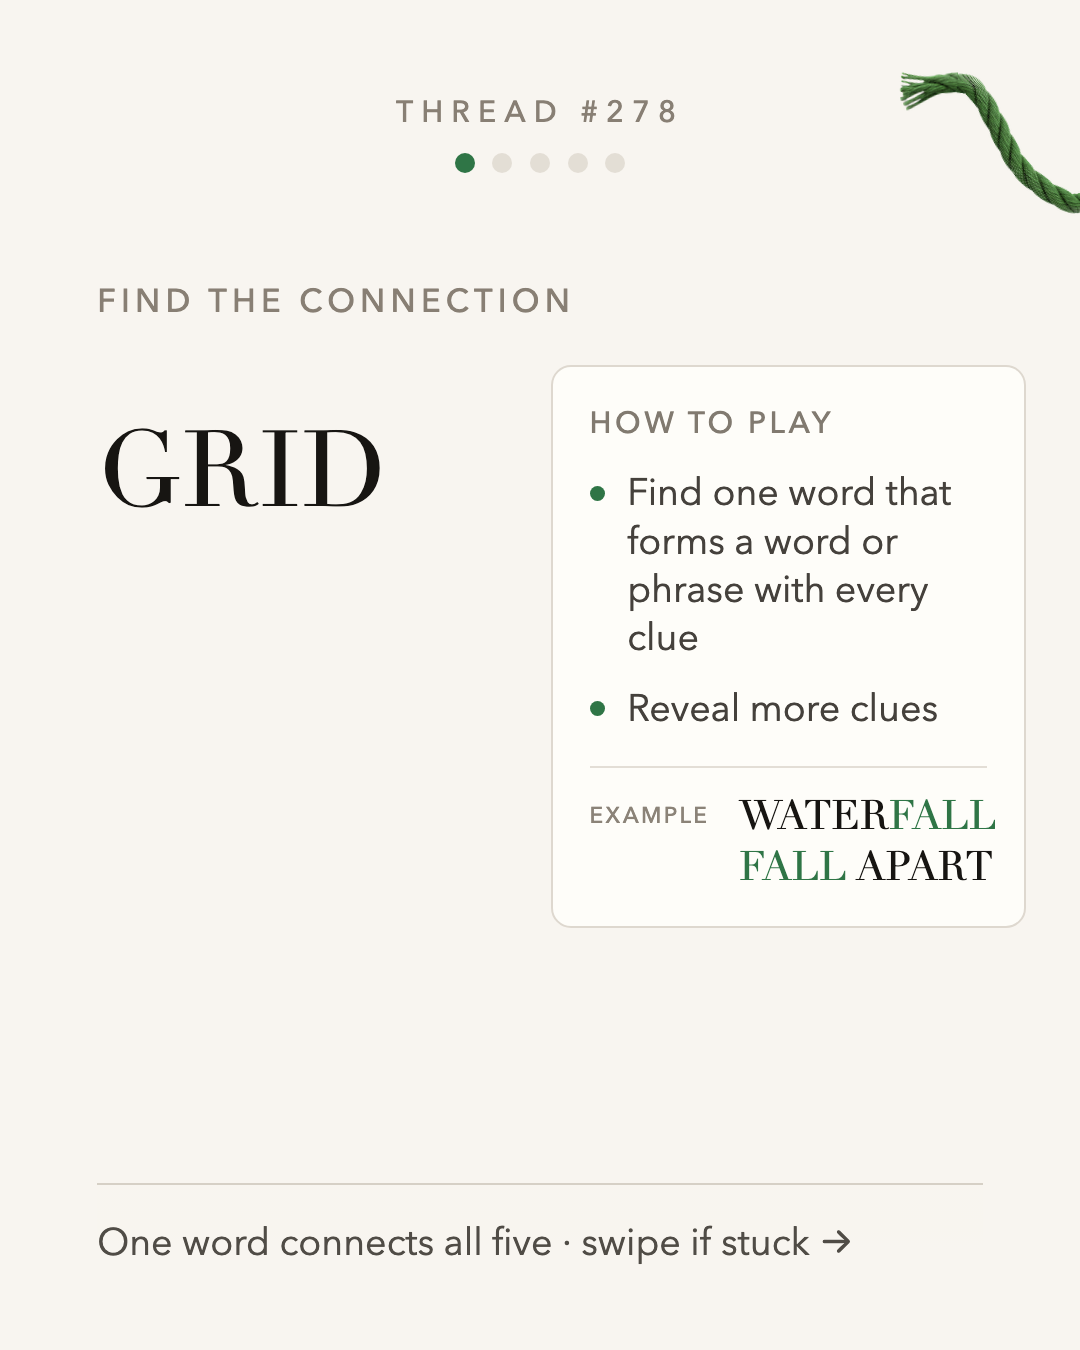 THREAD #278
FIND THE CONNECTION
GRID
HOW TO PLAY
• Find one word that
forms a word or
phrase with every
clue
• Reveal more clues
EXAMPLE WATERFALL
FALL APART
One word connects all five · swipe if stuck →